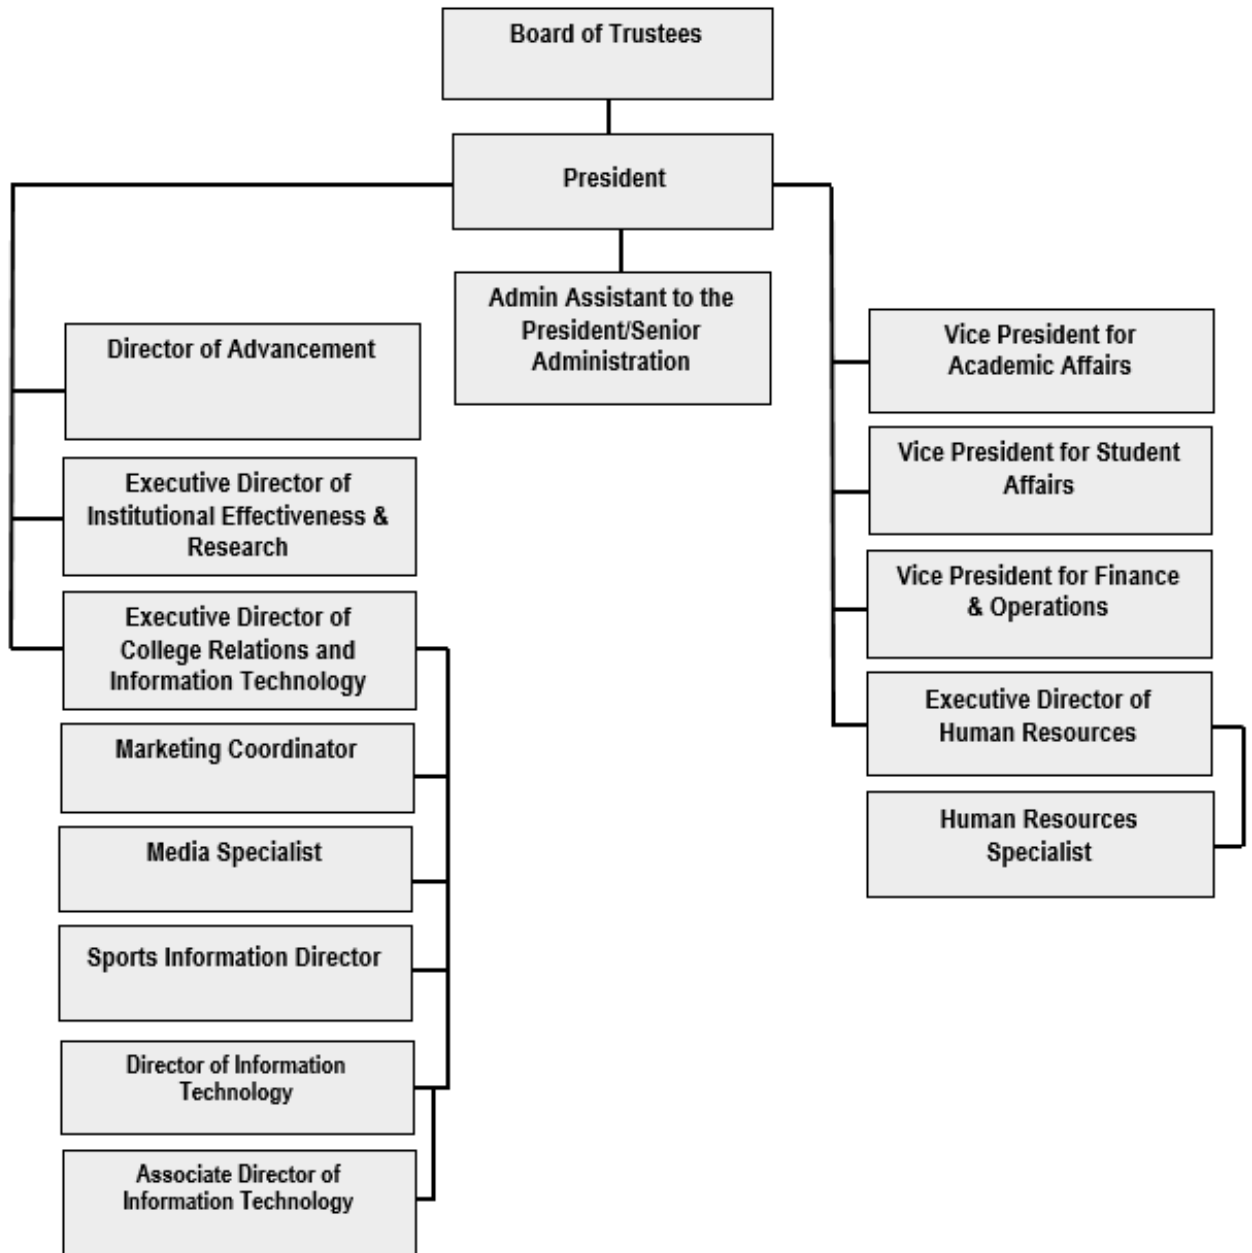 Board of Trustees
President
Admin Assistant to the
President/Senior
Administration
Director of Advancement
Executive Director of
Institutional Effectiveness &
Research
Executive Director of
College Relations and
Information Technology
Marketing Coordinator
Media Specialist
Sports Information Director
Director of Information
Technology
Associate Director of
Information Technology
Vice President for
Academic Affairs
Vice President for Student
Affairs
Vice President for Finance
& Operations
Executive Director of
Human Resources
Human Resources
Specialist